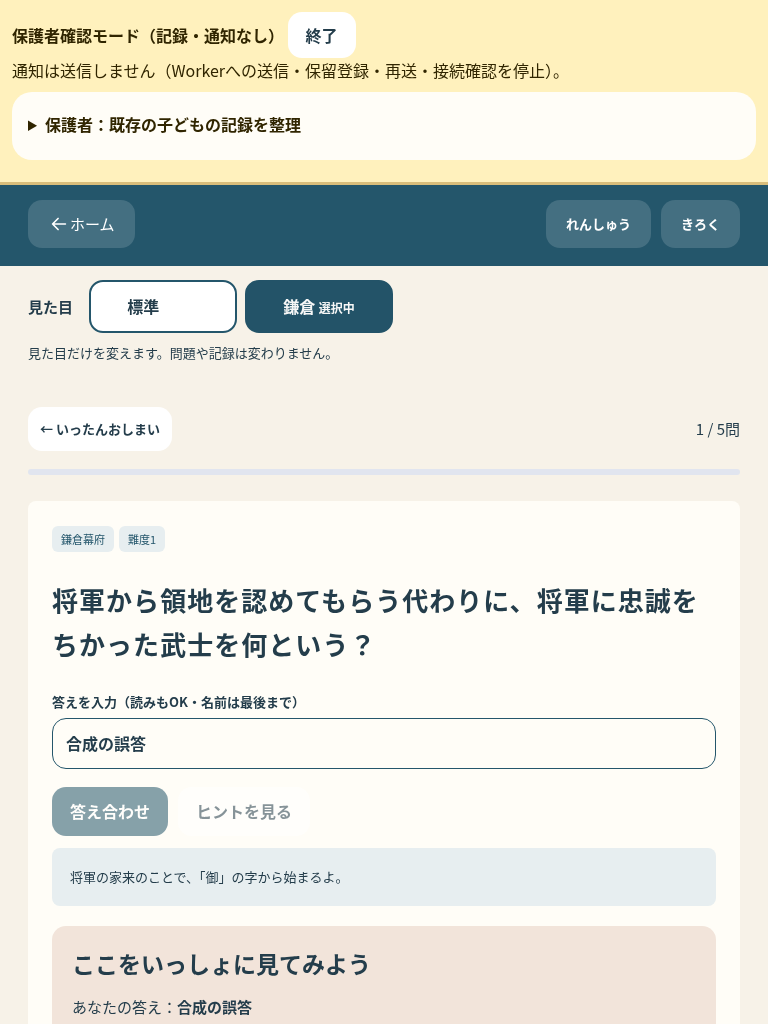 保護者確認モード（記録・通知なし） 終了
通知は送信しません（Workerへの送信・保留登録・再送・接続確認を停止）。
▶ 保護者：既存の子どもの記録を整理
← ホーム れんしゅう きろく
見た目 標準 鎌倉 選択中
見た目だけを変えます。問題や記録は変わりません。
← いったんおしまい 1 / 5問
鎌倉幕府 難度1
将軍から領地を認めてもらう代わりに、将軍に忠誠を
ちかった武士を何という？
答えを入力（読みもOK・名前は最後まで）
合成の誤答
答え合わせ ヒントを見る
将軍の家来のことで、「御」の字から始まるよ。
ここをいっしょに見てみよう
あなたの答え：合成の誤答